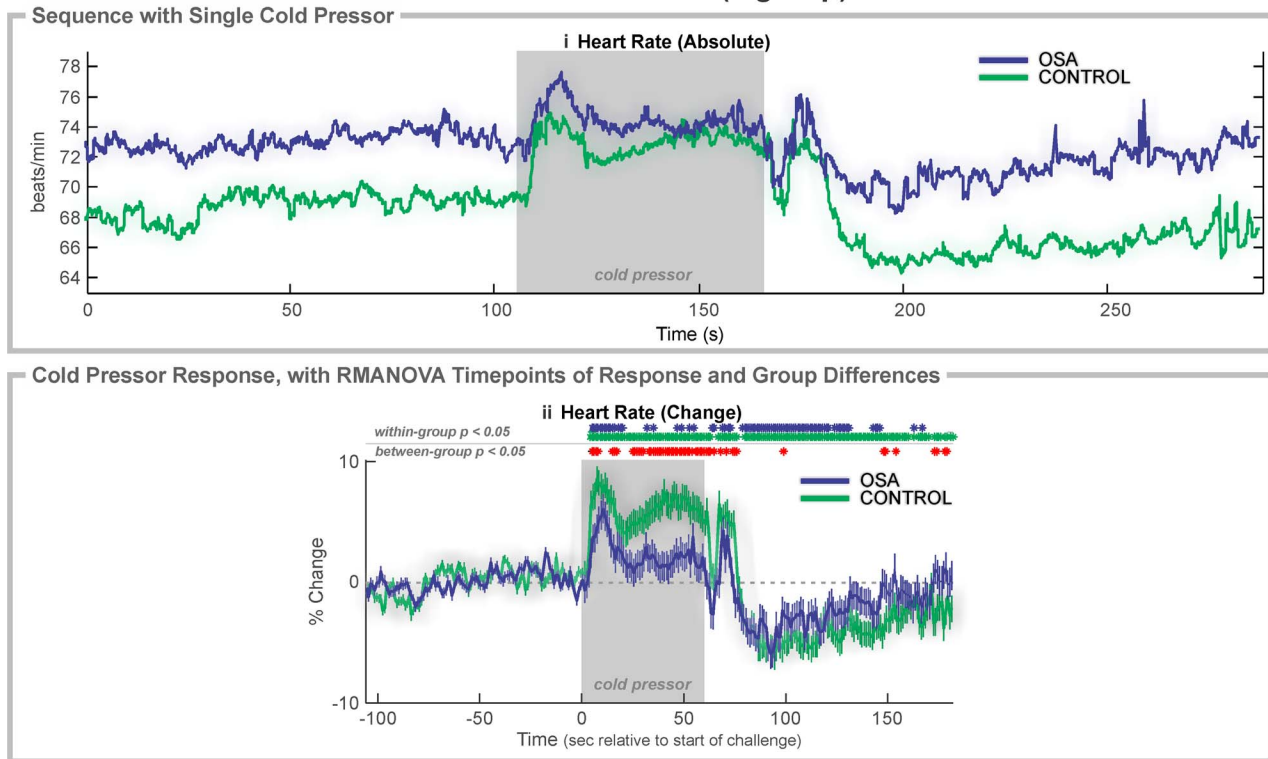 Sequence with Single Cold Pressor
i Heart Rate (Absolute)
OSA
CONTROL
78
76
74
72
70
68
66
64
beats/min
cold pressor
0
50
100
150
200
250
Time (s)
Cold Pressor Response, with RMANOVA Timepoints of Response and Group Differences
ii Heart Rate (Change)
within-group p < 0.05
between-group p < 0.05
OSA
CONTROL
10
0
-10
% Change
cold pressor
-100
-50
0
50
100
150
Time (sec relative to start of challenge)